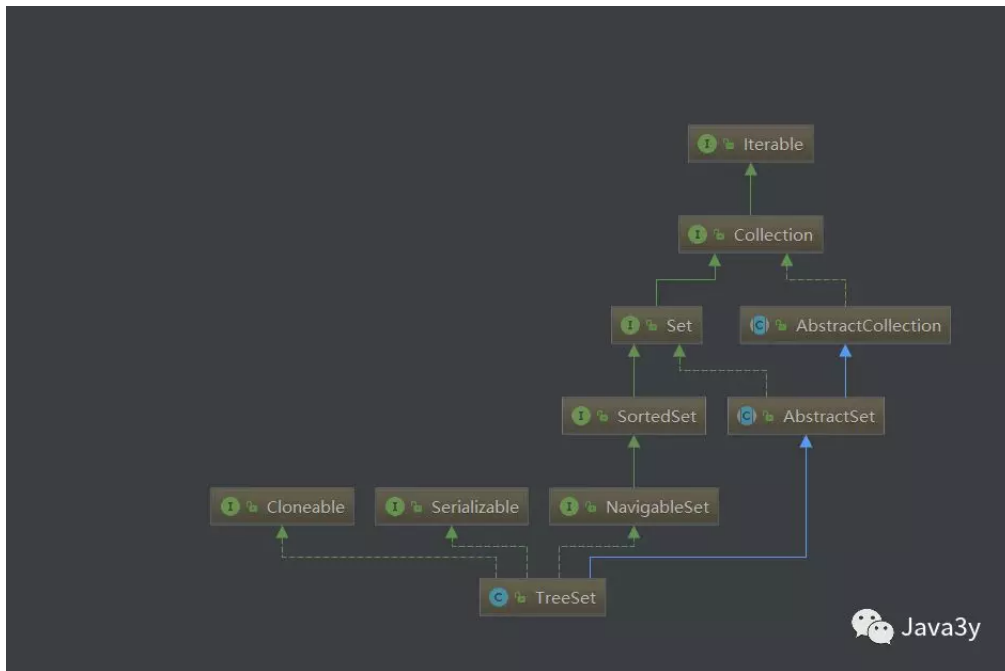 Iterable
Collection
Set
AbstractCollection
SortedSet
AbstractSet
Cloneable
Serializable
NavigableSet
TreeSet
Java3y